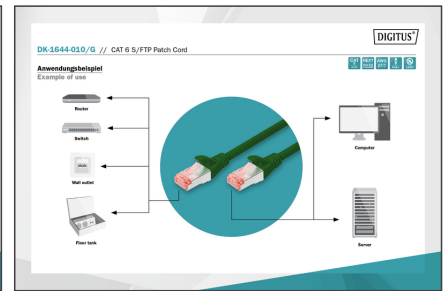 DIGITUS®
DK-1644-010/G // CAT 6 S/FTP Patch Cord
Anwendungsbeispiel
Example of use
Router
Switch
Wall outlet
Floor tank
Computer
Server